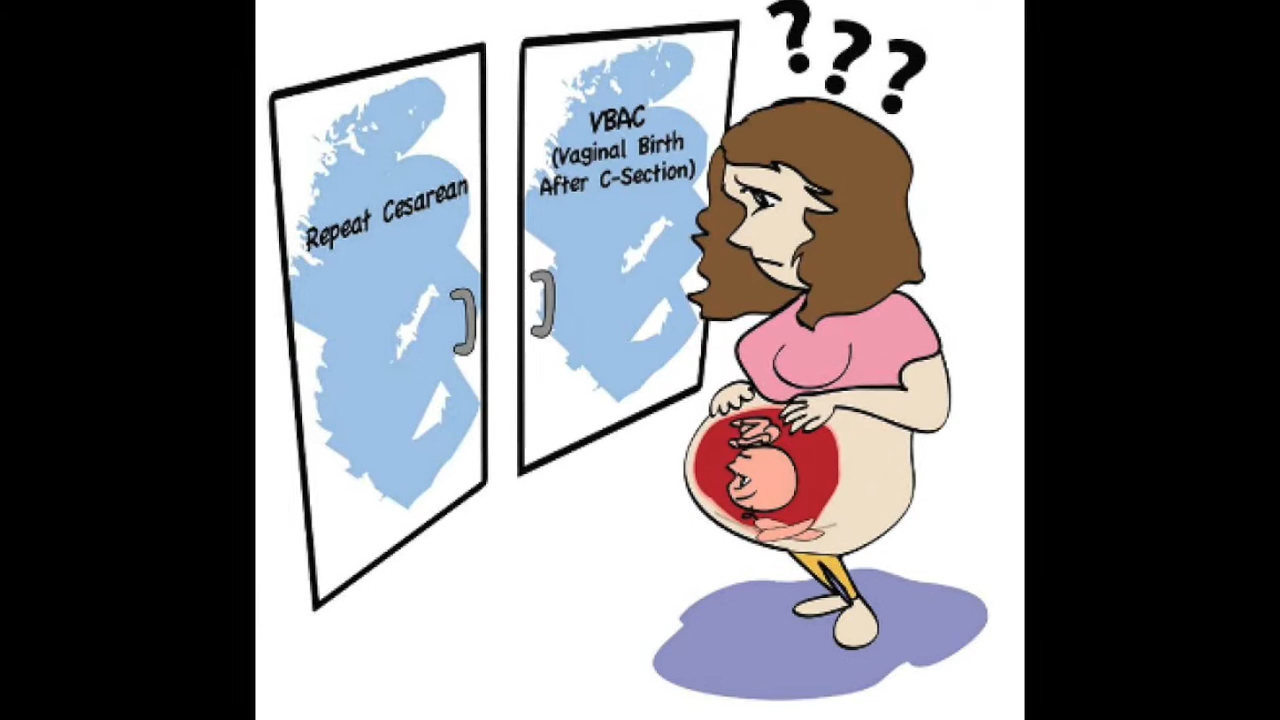 Repeat Cesarean
VBAC
(Vaginal Birth
After C-Section)
???